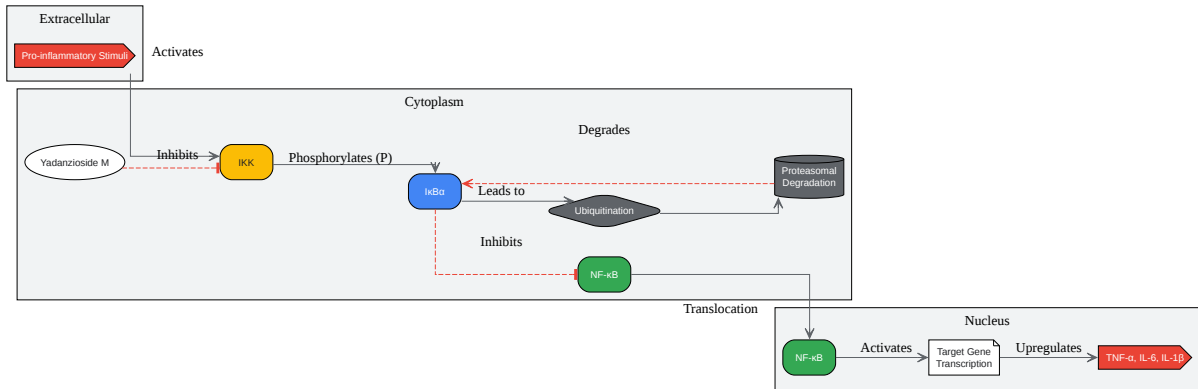 Extracellular
Pro-inflammatory Stimuli
Activates
Cytoplasm
Degrades
Yadanzioside M
Inhibits
IKK
Phosphorylates (P)
IκBα
Leads to
Ubiquitination
Proteasomal
Degradation
Inhibits
NF-κB
Translocation
Nucleus
NF-κB
Activates
Target Gene
Transcription
Upregulates
TNF-α, IL-6, IL-1β